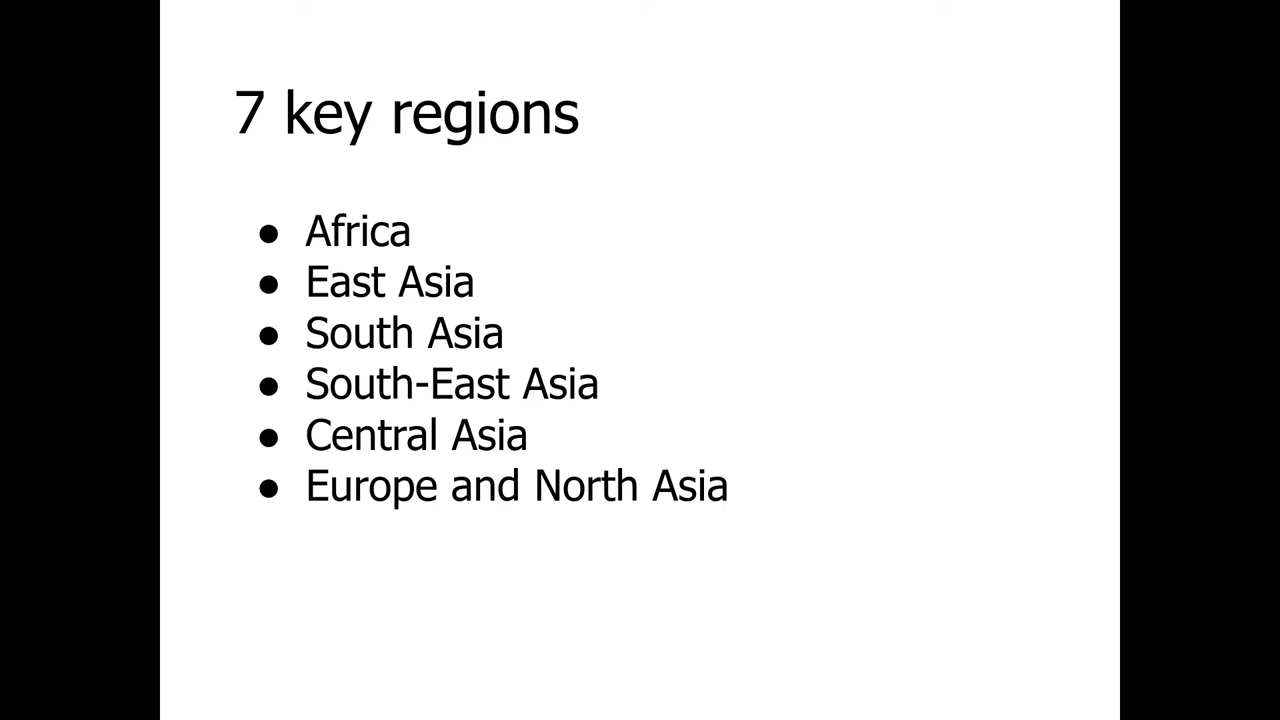 7 key regions
● Africa
● East Asia
● South Asia
● South-East Asia
● Central Asia
● Europe and North Asia